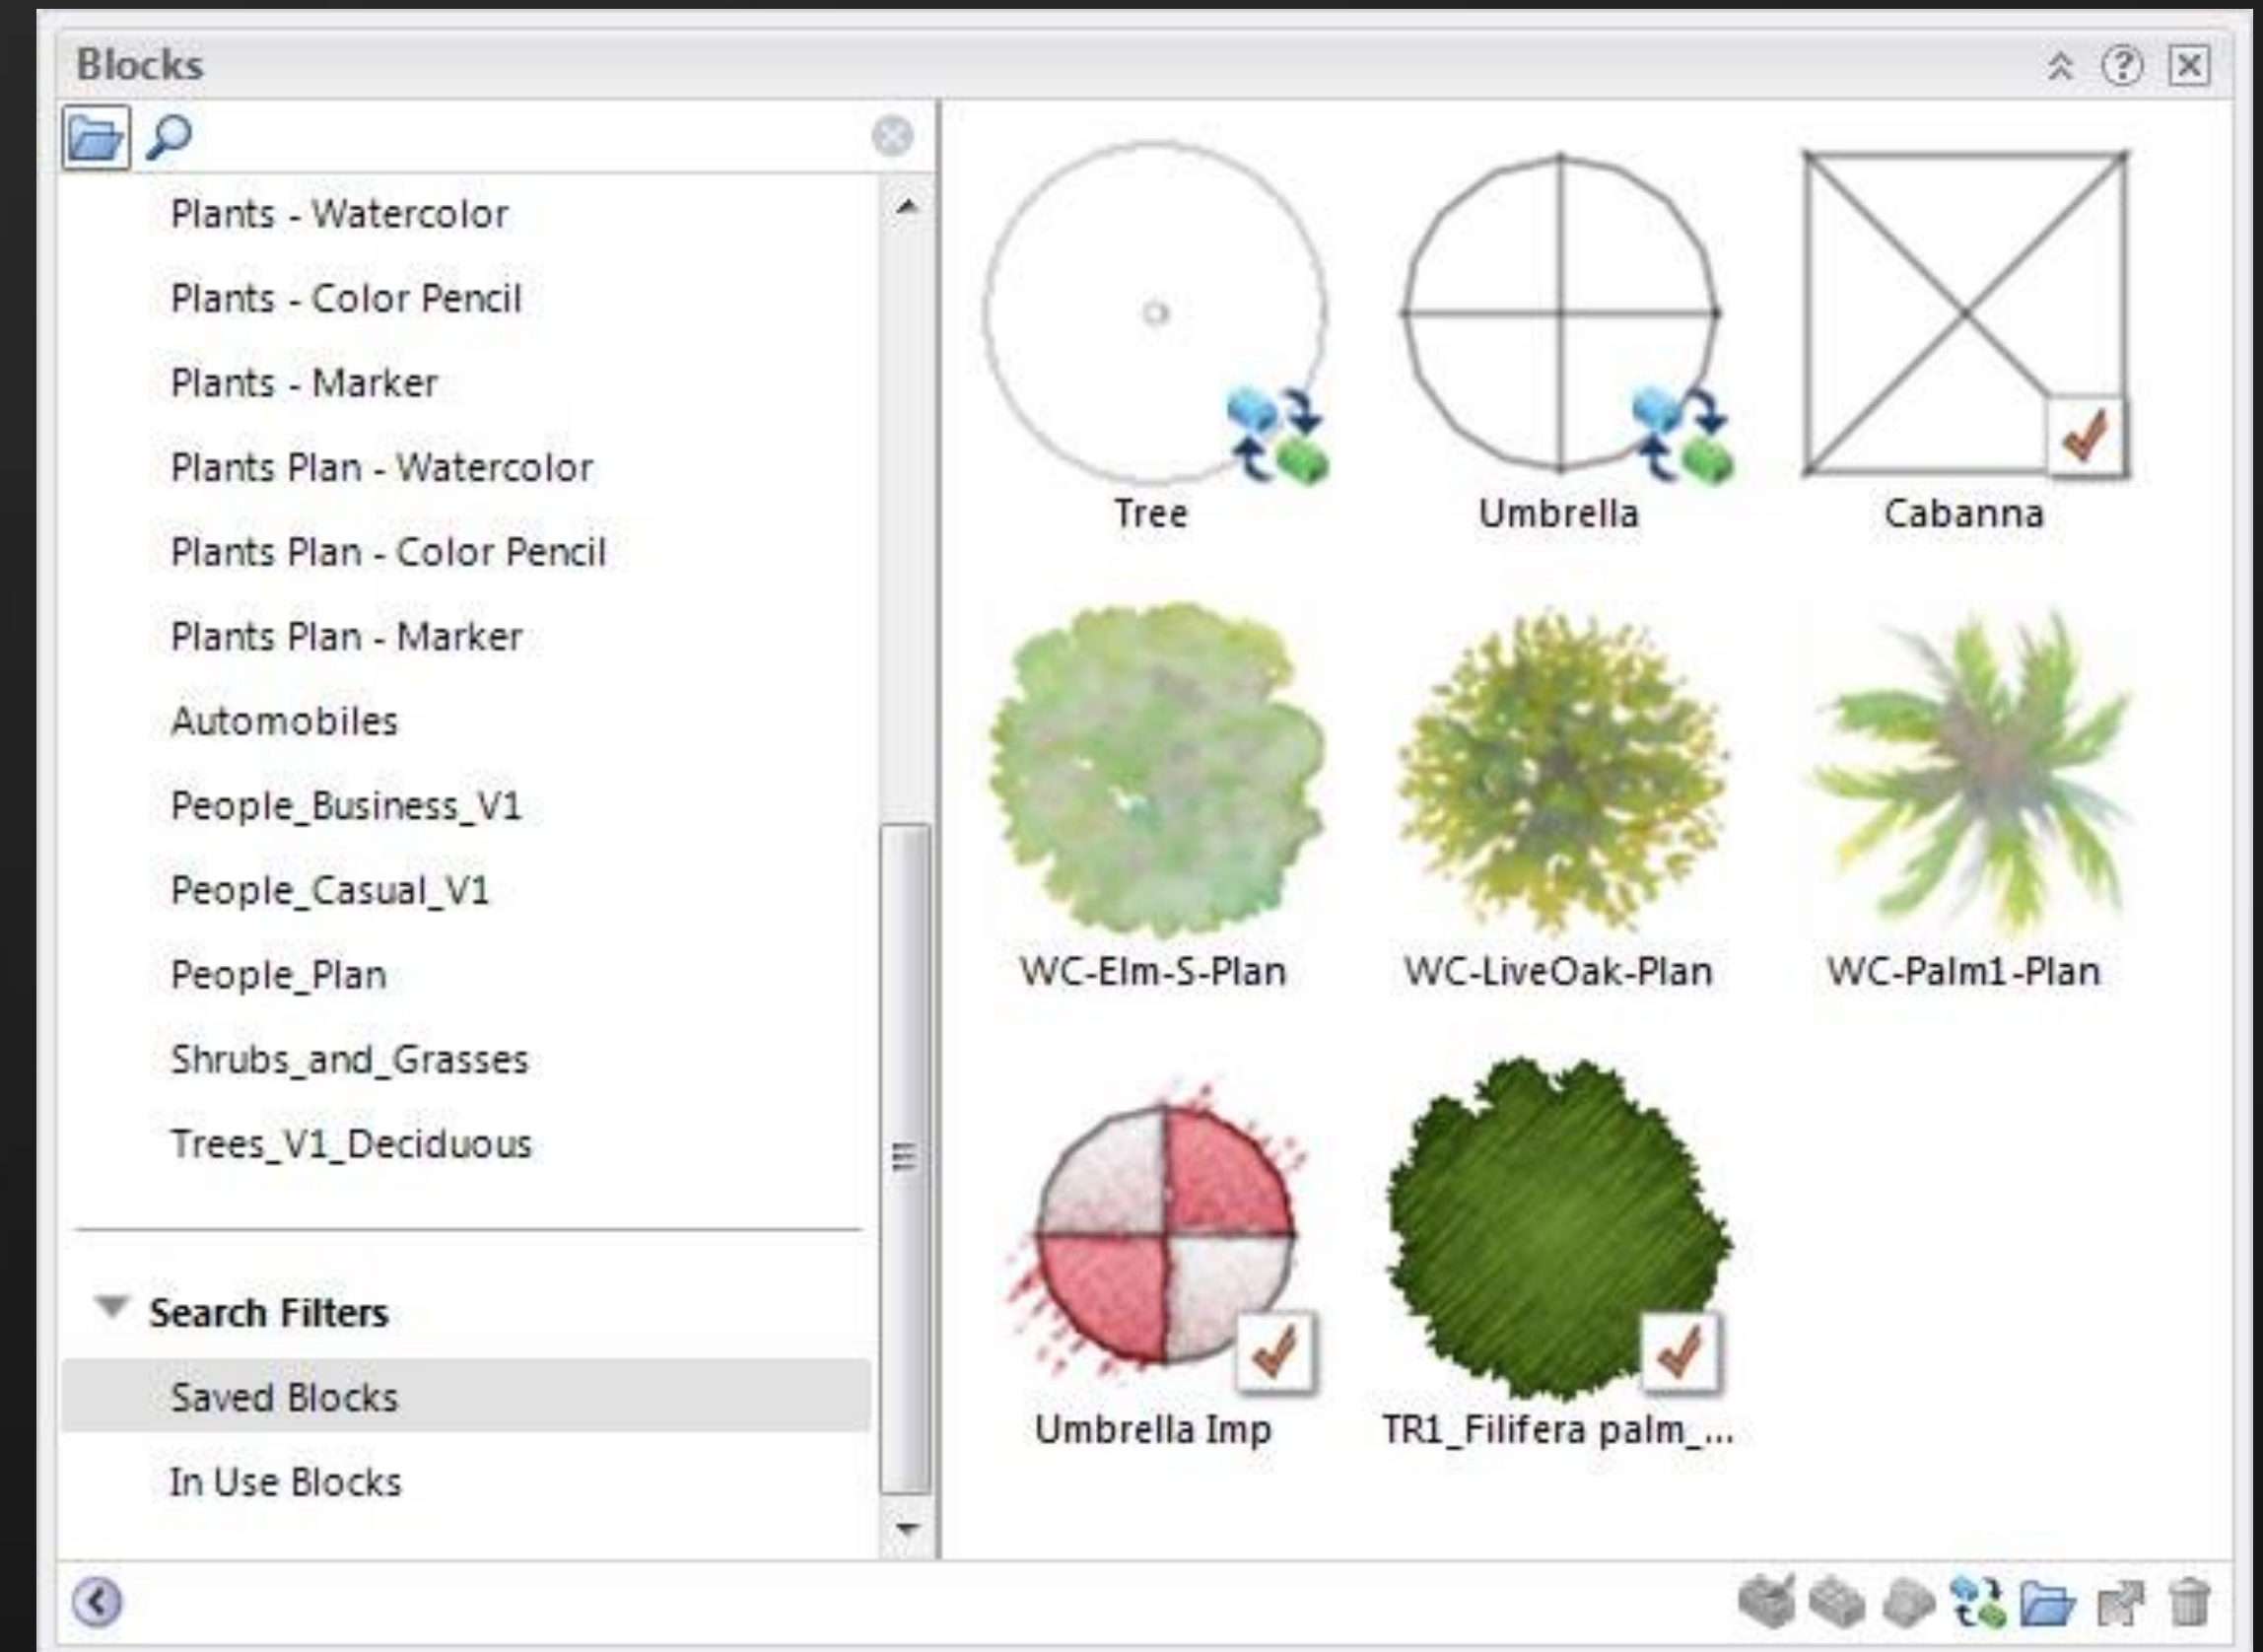 Blocks
Plants - Watercolor
Plants - Color Pencil
Plants - Marker
Plants Plan - Watercolor
Plants Plan - Color Pencil
Plants Plan - Marker
Automobiles
People_Business_V1
People_Casual_V1
People_Plan
Shrubs_and_Grasses
Trees_V1_Deciduous
Search Filters
Saved Blocks
In Use Blocks
Tree
Umbrella
Cabanna
WC-Elm-S-Plan
WC-LiveOak-Plan
WC-Palm1-Plan
Umbrella Imp
TR1_Filifera palm_...